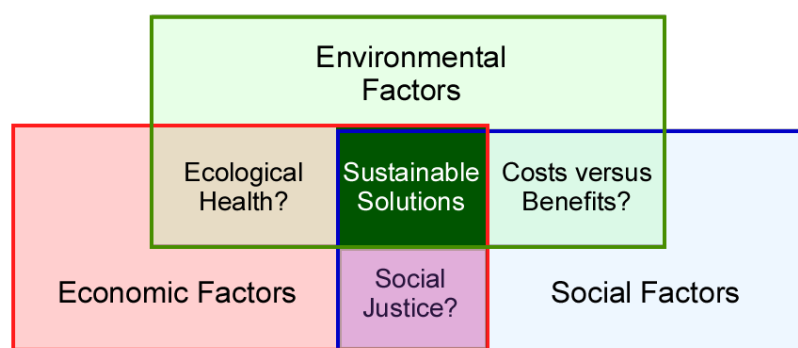 Environmental
Factors
Ecological
Health?
Sustainable
Solutions
Costs versus
Benefits?
Economic Factors
Social
Justice?
Social Factors